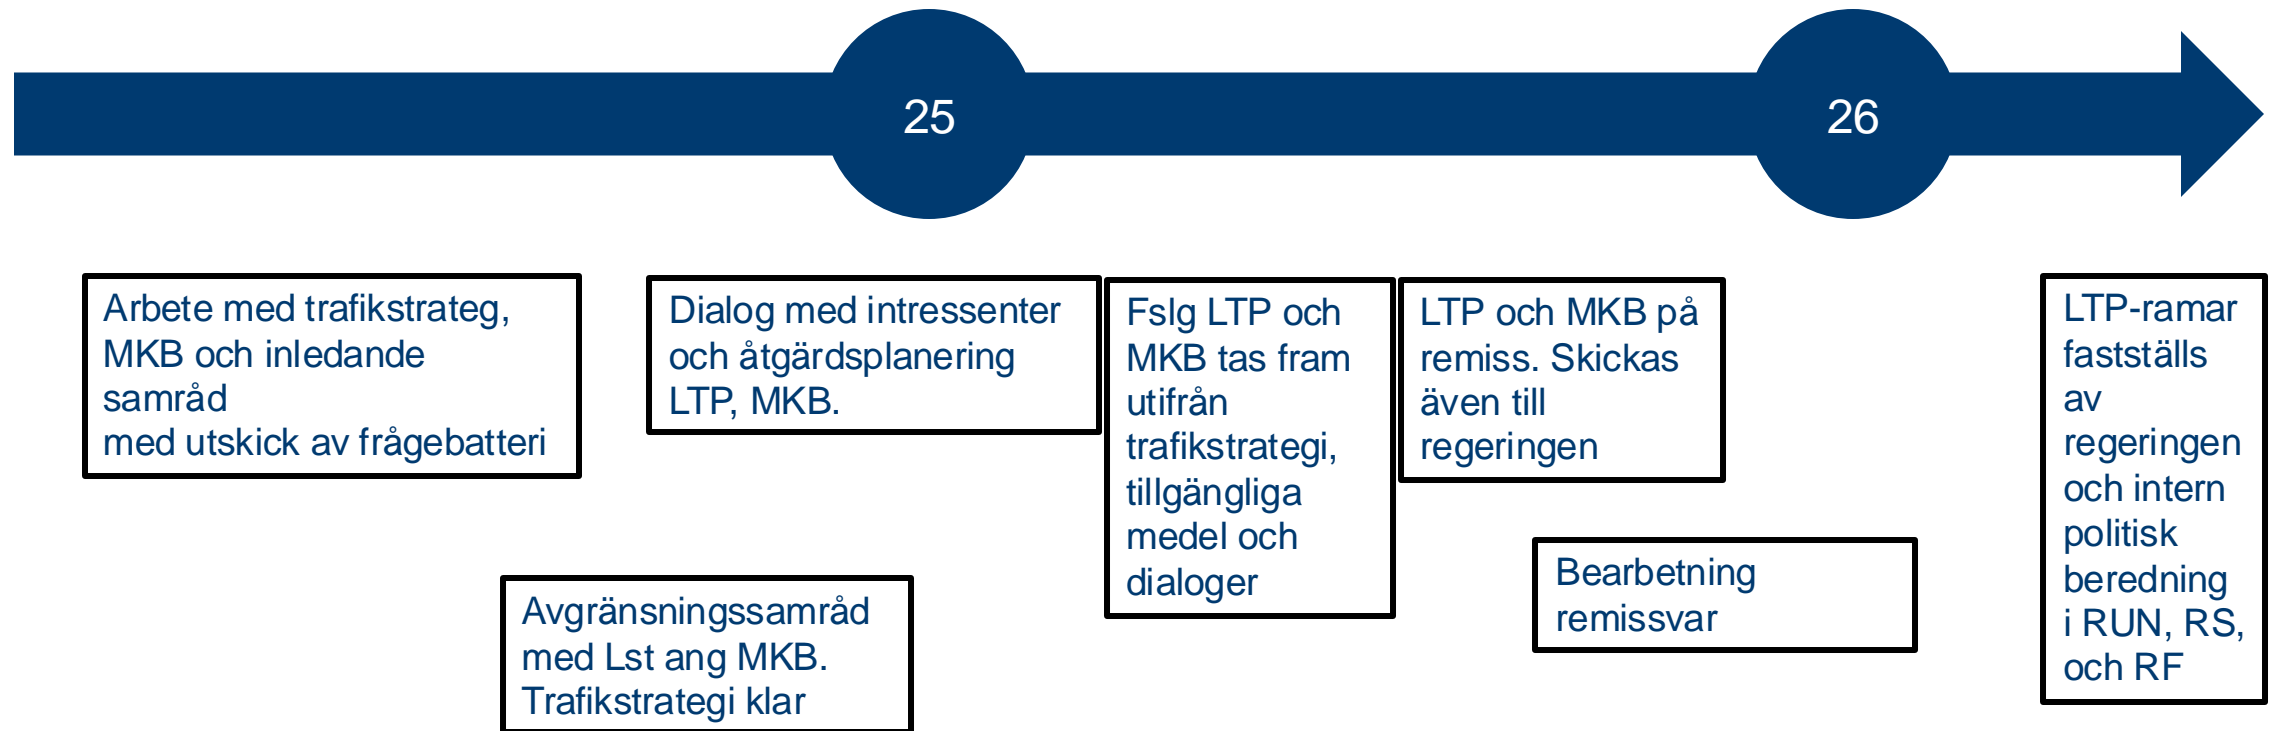 25
26
Arbete med trafikstrateg,
MKB och inledande
samråd
med utskick av frågebatteri
Dialog med intressenter
och åtgärdsplanering
LTP, MKB.
Fslg LTP och
MKB tas fram
utifrån
trafikstrategi,
tillgängliga
medel och
dialoger
LTP och MKB på
remiss. Skickas
även till
regeringen
LTP-ramar
fastställs
av
regeringen
och intern
politisk
beredning
i RUN, RS,
och RF
Avgränsningssamråd
med Lst ang MKB.
Trafikstrategi klar
Bearbetning
remissvar